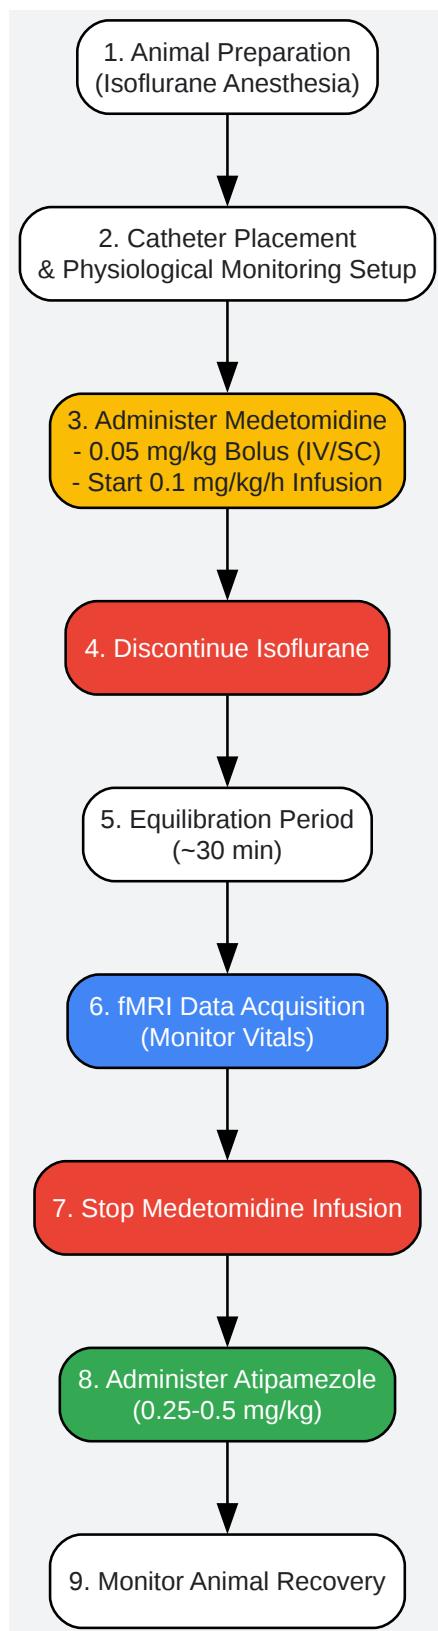 1. Animal Preparation
(Isoflurane Anesthesia)
2. Catheter Placement
& Physiological Monitoring Setup
3. Administer Medetomidine
- 0.05 mg/kg Bolus (IV/SC)
- Start 0.1 mg/kg/h Infusion
4. Discontinue Isoflurane
5. Equilibration Period
(~30 min)
6. fMRI Data Acquisition
(Monitor Vitals)
7. Stop Medetomidine Infusion
8. Administer Atipamezole
(0.25-0.5 mg/kg)
9. Monitor Animal Recovery